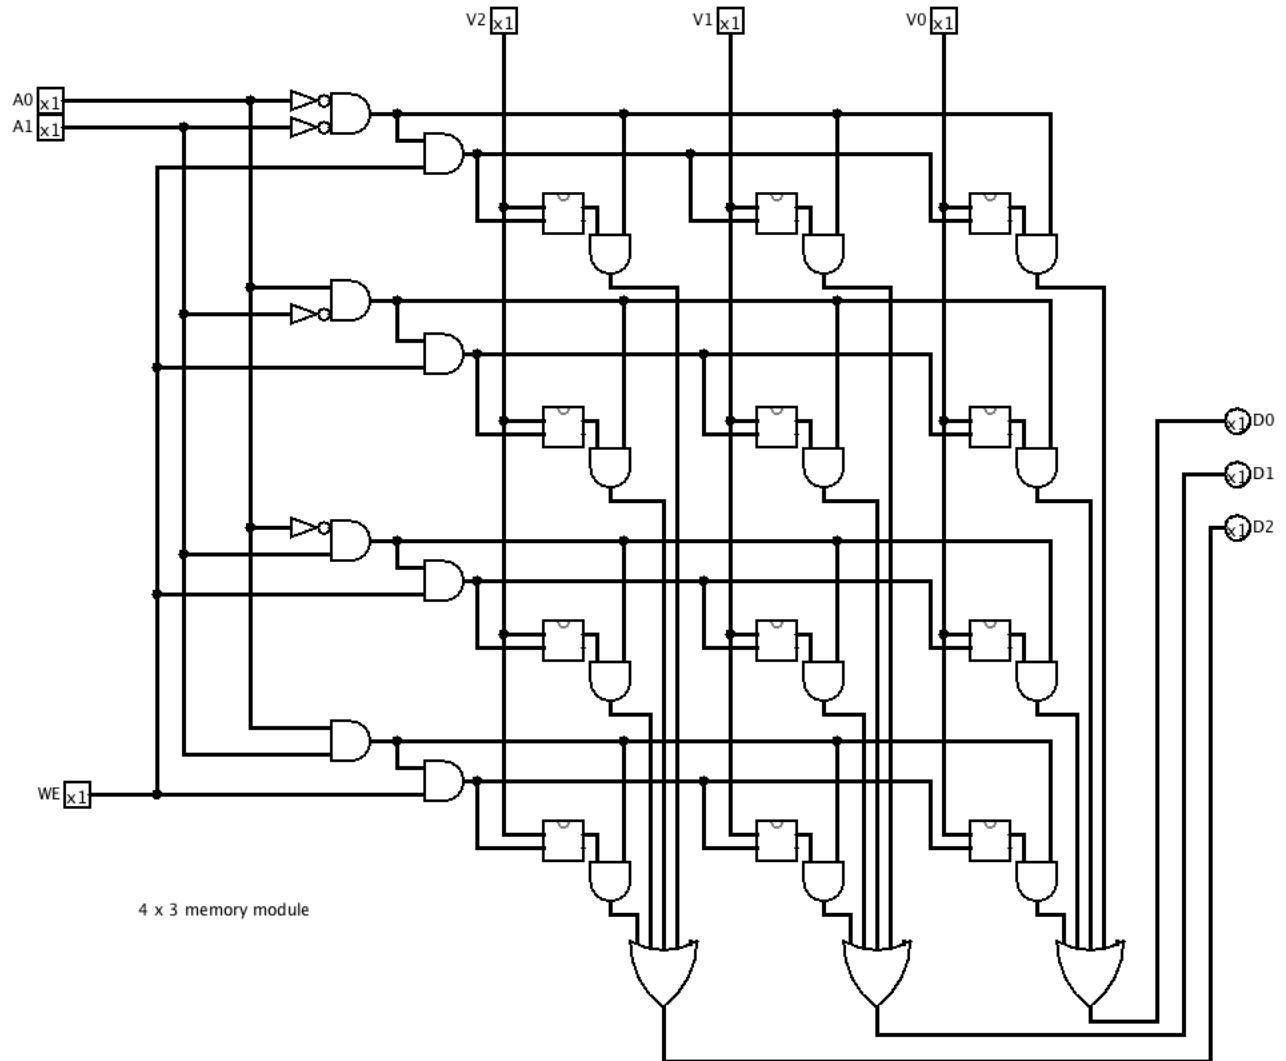 V2 x1
V1 x1
V0 x1
A0 x1
A1 x1
x1 D0
x1 D1
x1 D2
WE x1
4 x 3 memory module